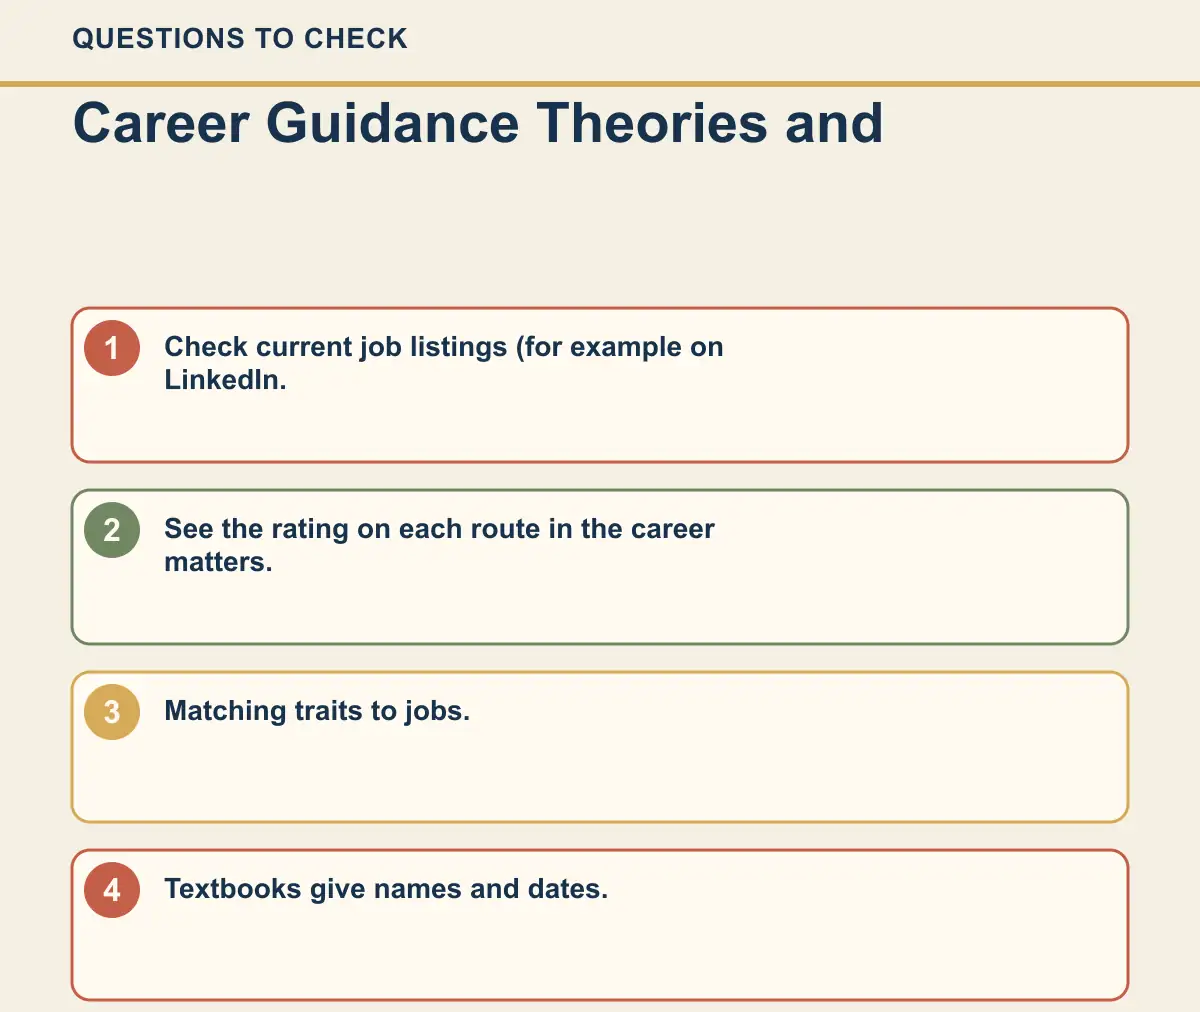 QUESTIONS TO CHECK
Career Guidance Theories and
1
Check current job listings (for example on
LinkedIn.
2
See the rating on each route in the career
matters.
3
Matching traits to jobs.
4
Textbooks give names and dates.